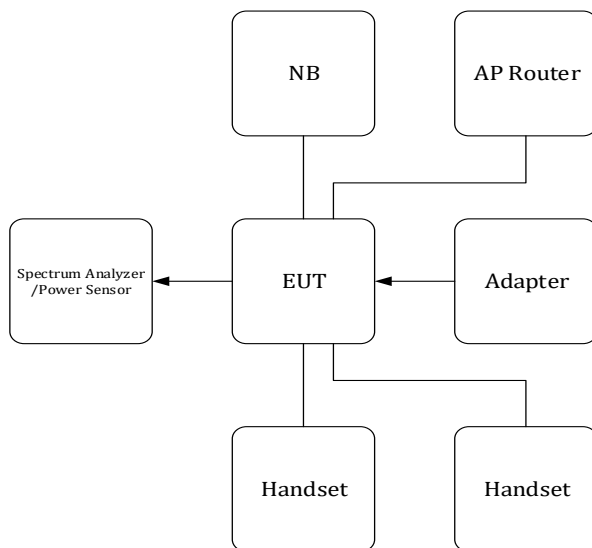 NB
AP Router
Spectrum Analyzer
/Power Sensor
EUT
Adapter
Handset
Handset